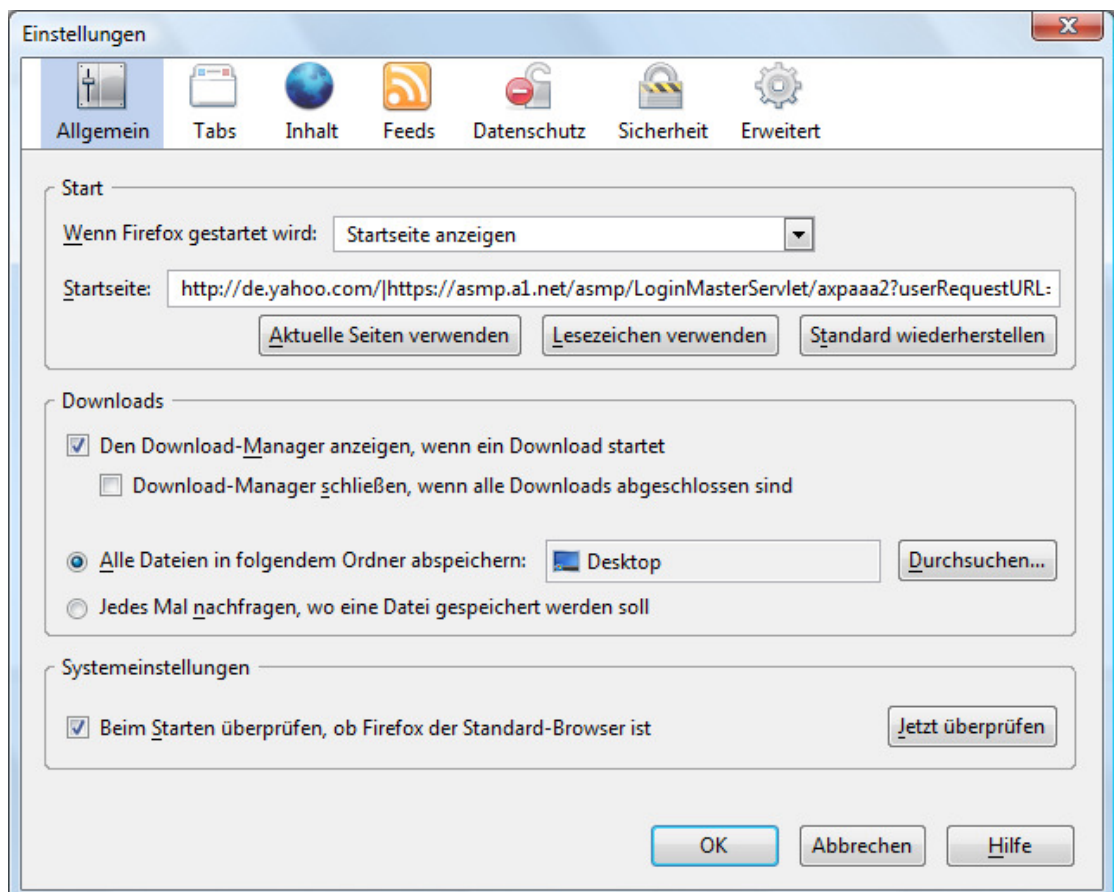 Einstellungen
Allgemein Tabs Inhalt Feeds Datenschutz Sicherheit Erweitert
Start
Wenn Firefox gestartet wird: Startseite anzeigen
Startseite: http://de.yahoo.com/|https://asmp.a1.net/asmp/LoginMasterServlet/axpaaa2?userRequestURL=
Aktuelle Seiten verwenden Lesezeichen verwenden Standard wiederherstellen
Downloads
Den Download-Manager anzeigen, wenn ein Download startet
Download-Manager schließen, wenn alle Downloads abgeschlossen sind
Alle Dateien in folgendem Ordner abspeichern: Desktop Durchsuchen...
Jedes Mal nachfragen, wo eine Datei gespeichert werden soll
Systemeinstellungen
Beim Starten überprüfen, ob Firefox der Standard-Browser ist Jetzt überprüfen
OK Abbrechen Hilfe